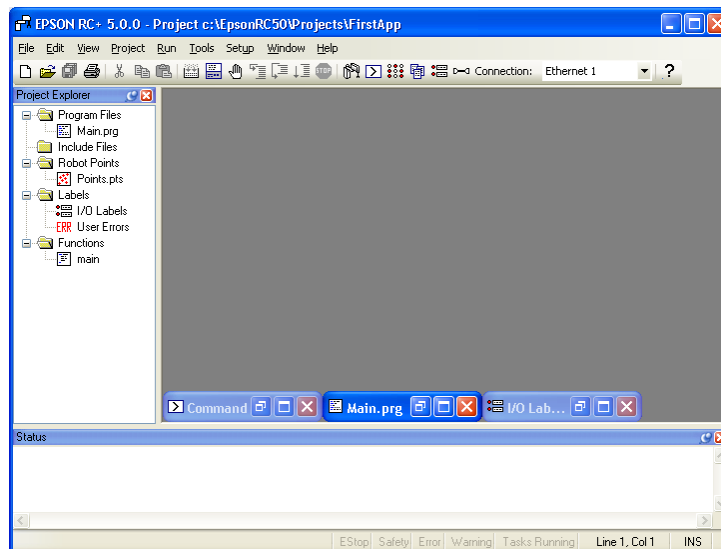 EPSON RC+ 5.0.0 - Project c:\EpsonRC50\Projects\FirstApp
File Edit View Project Run Tools Setup Window Help
STOP Connection: Ethernet 1 ?
Project Explorer
Program Files
Main.prg
Include Files
Robot Points
Points.pts
Labels
I/O Labels
ERR User Errors
Functions
main
Command Main.prg I/O Lab...
Status
EStop Safety Error Warning Tasks Running Line 1, Col 1 INS